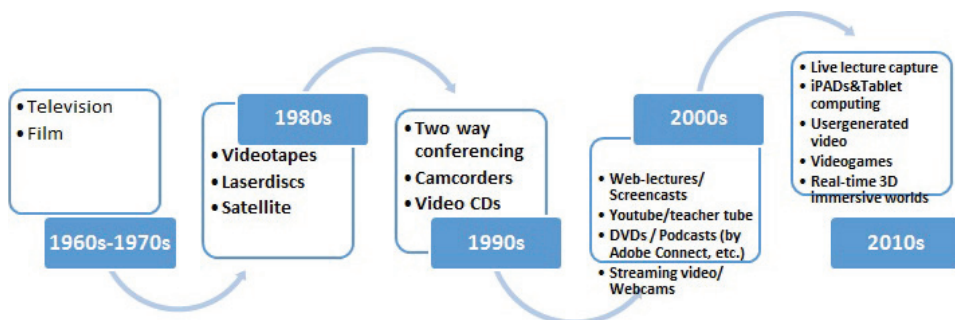 • Television
• Film
1960s-1970s
1980s
• Videotapes
• Laserdiscs
• Satellite
• Two way
conferencing
• Camcorders
• Video CDs
1990s
2000s
• Web-lectures/
Screencasts
• Youtube/teacher tube
• DVDs / Podcasts (by
Adobe Connect, etc.)
• Streaming video/
Webcams
• Live lecture capture
• iPADs&Tablet
computing
• Usergenerated
video
• Videogames
• Real-time 3D
immersive worlds
2010s